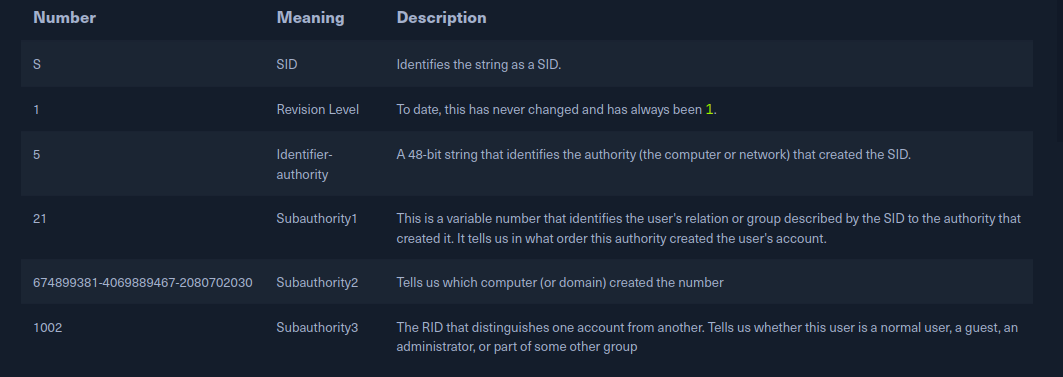 Number Meaning Description
S SID Identifies the string as a SID.
1 Revision Level To date, this has never changed and has always been 1.
5 Identifier- A 48-bit string that identifies the authority (the computer or network) that created the SID.
authority
21 Subauthority1 This is a variable number that identifies the user's relation or group described by the SID to the authority that
created it. It tells us in what order this authority created the user's account.
674899381-4069889467-2080702030 Subauthority2 Tells us which computer (or domain) created the number
1002 Subauthority3 The RID that distinguishes one account from another. Tells us whether this user is a normal user, a guest, an
administrator, or part of some other group